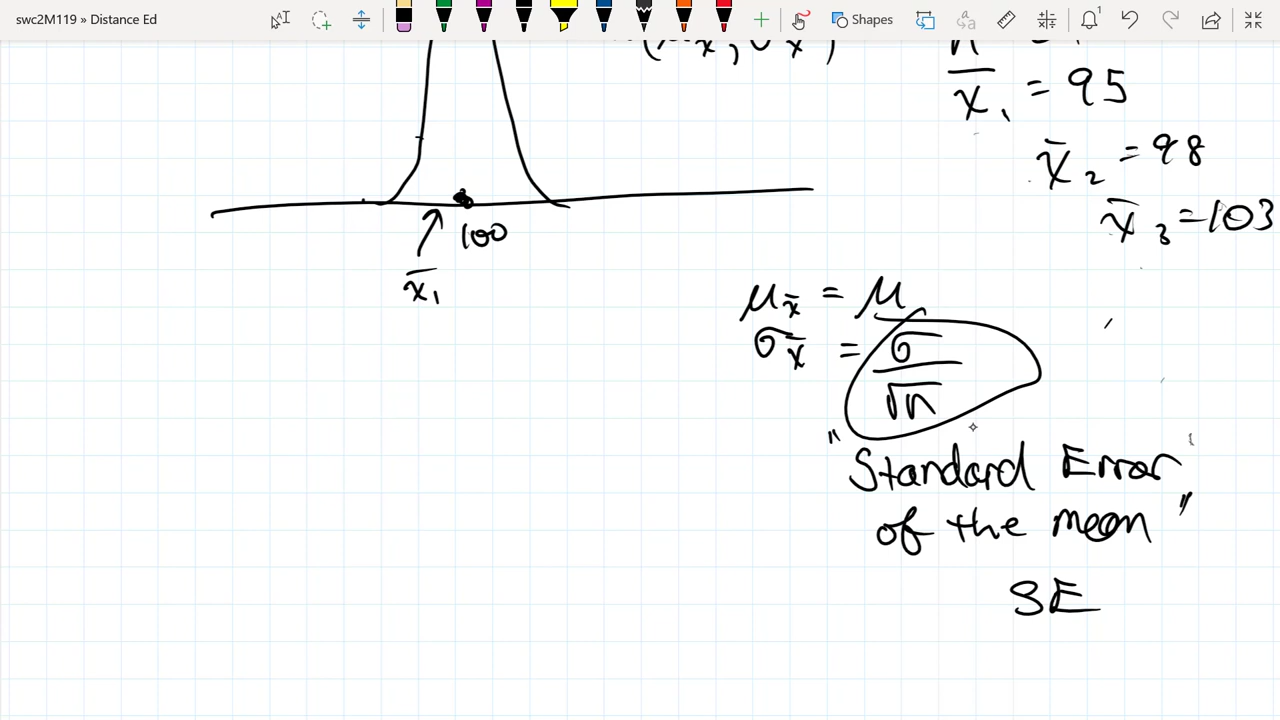 swc2M119 » Distance Ed
Shapes
x̄₁ = 95
x̄₂ = 98
x̄₃ = 103
100
x̄₁
μx̄ = μ
σx̄ = σ/√n
"Standard Error
of the mean"
SE